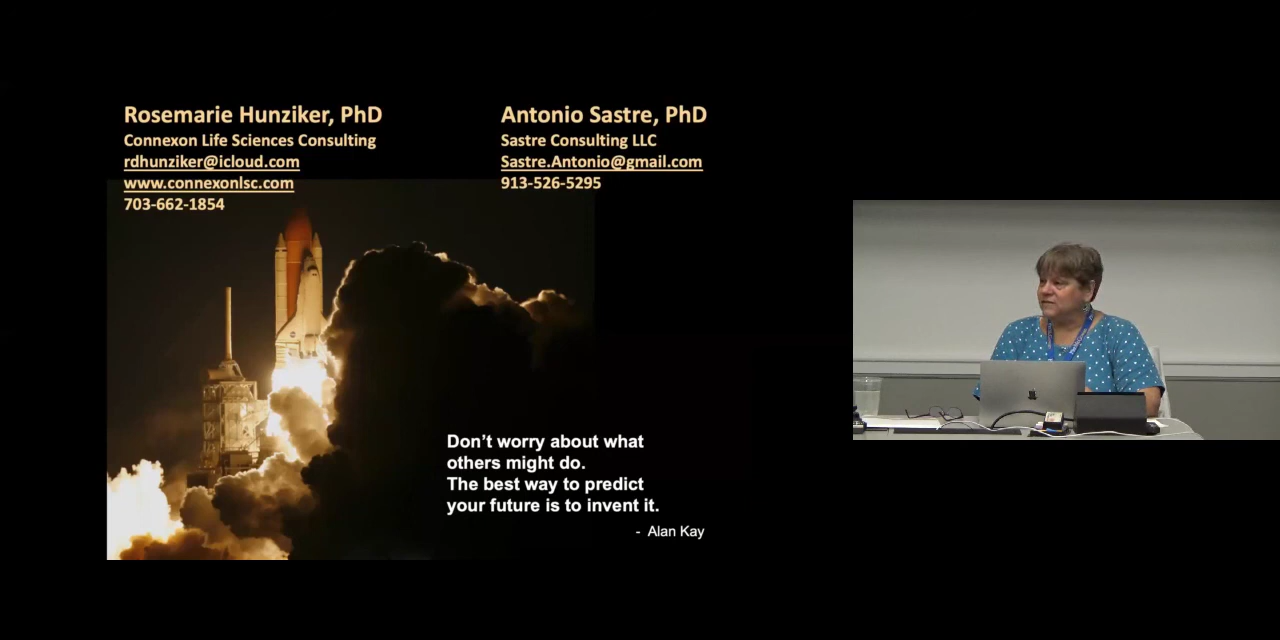 Rosemarie Hunziker, PhD
Connexon Life Sciences Consulting
rdhunziker@icloud.com
www.connexonlsc.com
703-662-1854
Antonio Sastre, PhD
Sastre Consulting LLC
Sastre.Antonio@gmail.com
913-526-5295
Don’t worry about what
others might do.
The best way to predict
your future is to invent it.
- Alan Kay